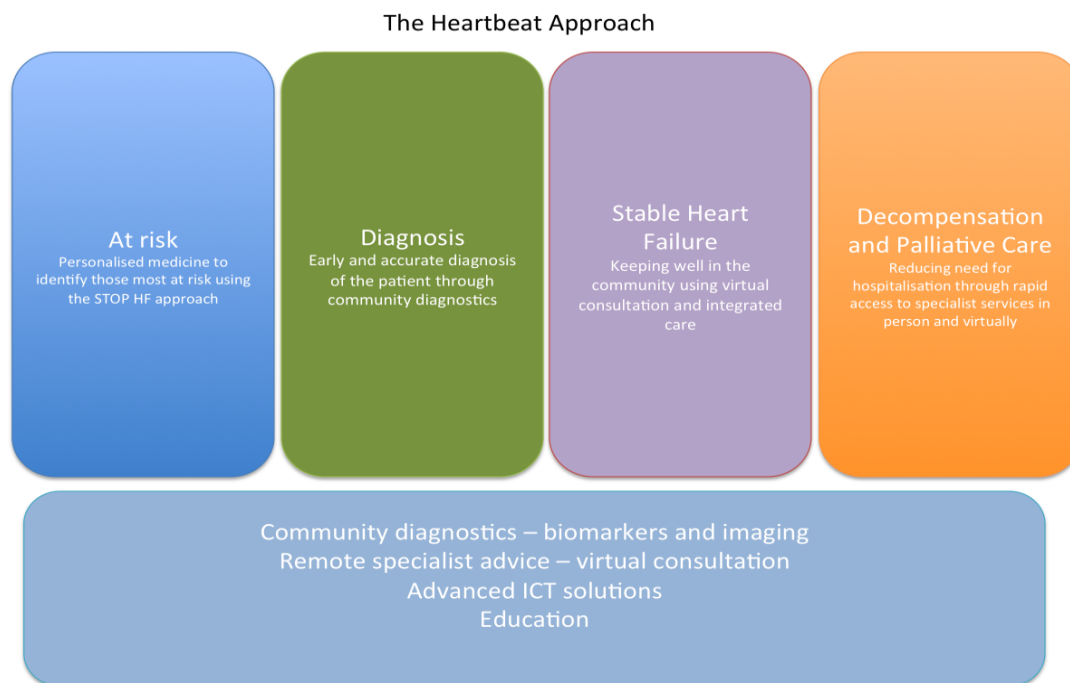 The Heartbeat Approach
At risk
Personalised medicine to
identify those most at risk using
the STOP HF approach
Diagnosis
Early and accurate diagnosis
of the patient through
community diagnostics
Stable Heart
Failure
Keeping well in the
community using virtual
consultation and integrated
care
Decompensation
and Palliative Care
Reducing need for
hospitalisation through rapid
access to specialist services in
person and virtually
Community diagnostics – biomarkers and imaging
Remote specialist advice – virtual consultation
Advanced ICT solutions
Education